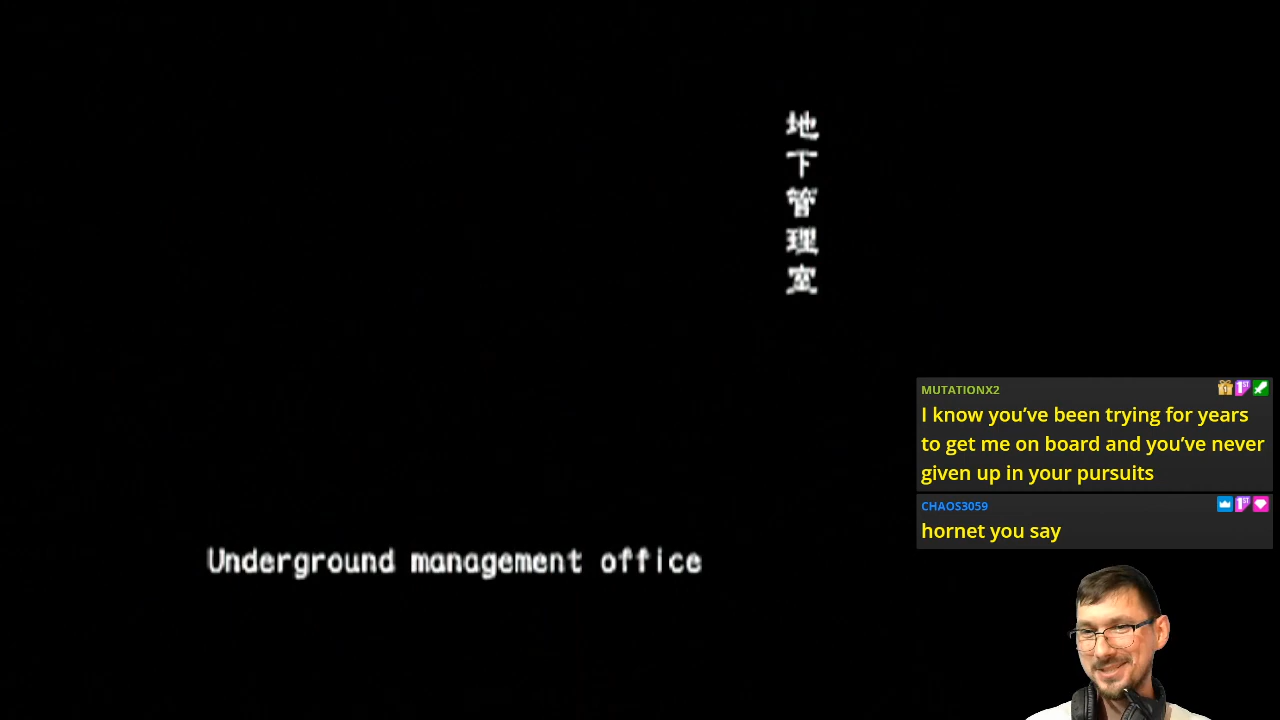 地下管理室
Underground management office
MUTATIONX2
I know you've been trying for years
to get me on board and you've never
given up in your pursuits
CHAOS3059
hornet you say